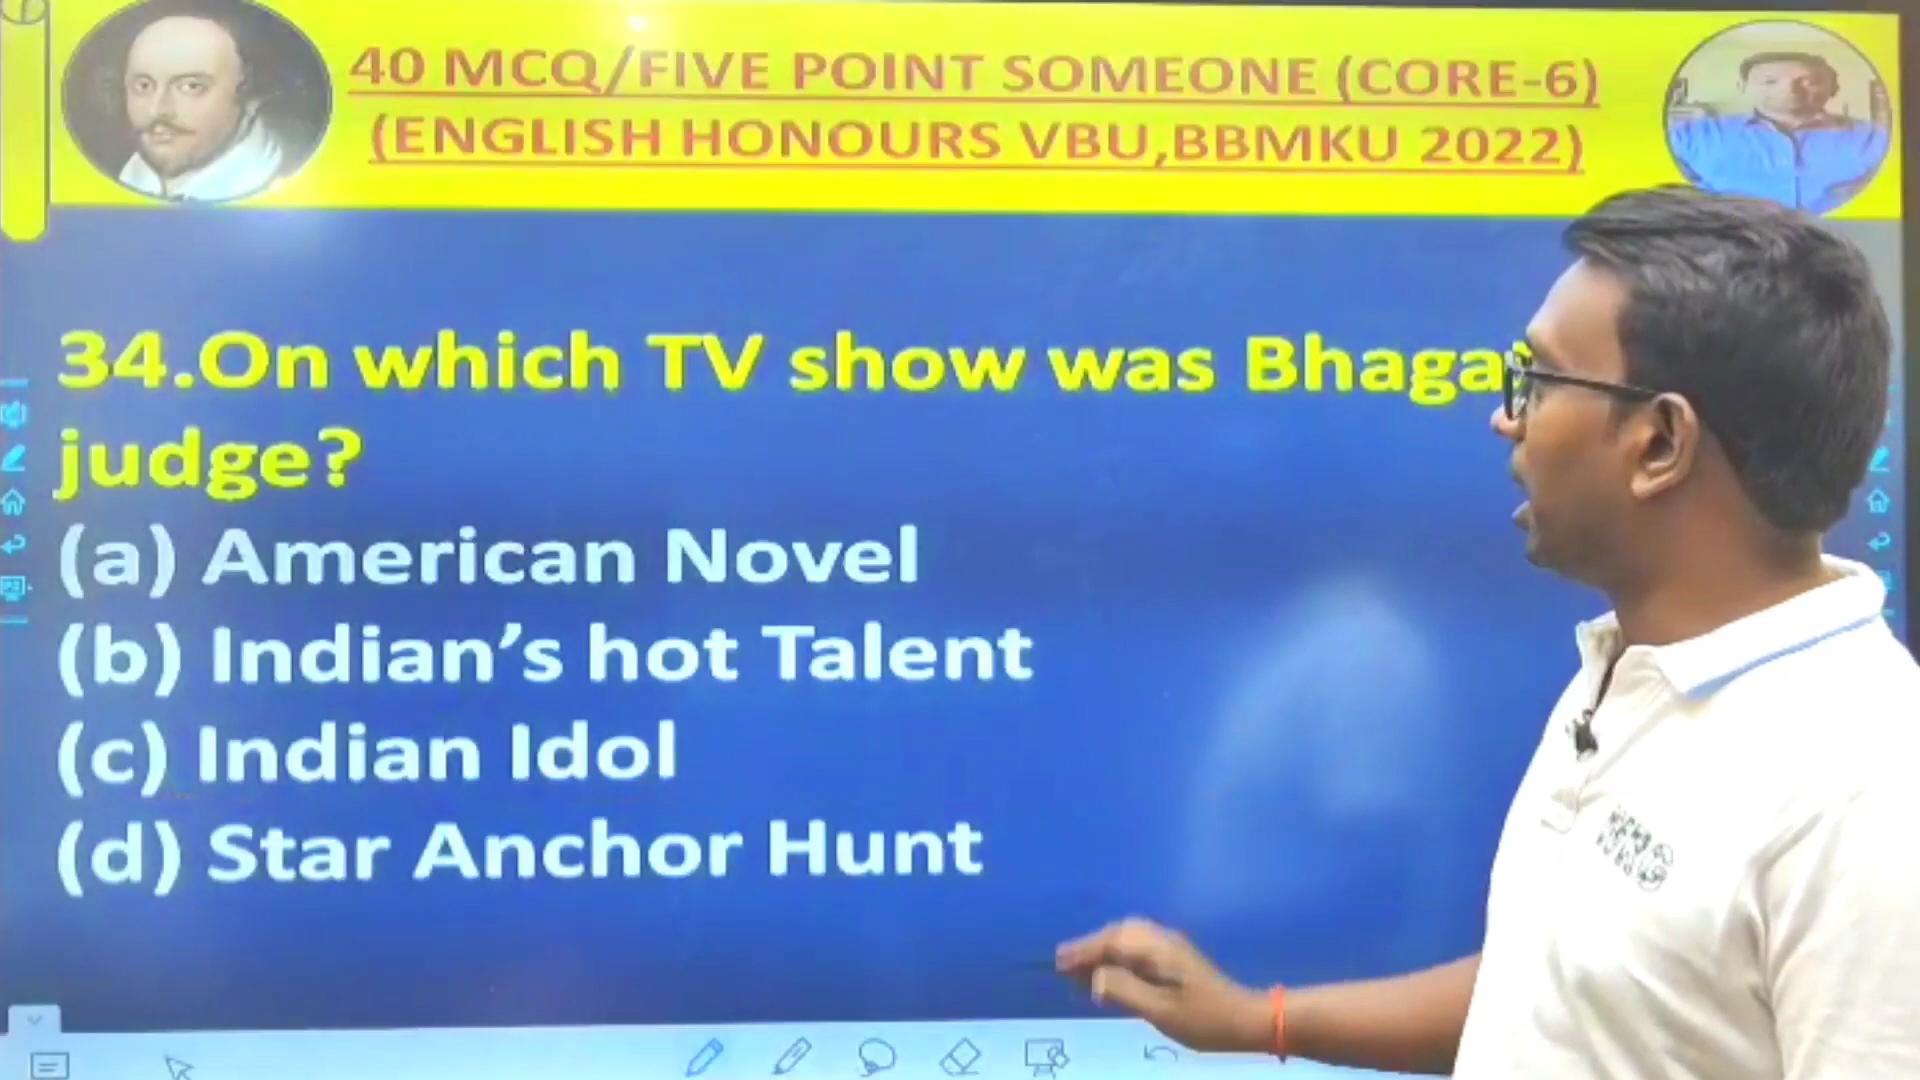 40 MCQ/FIVE POINT SOMEONE (CORE-6)
(ENGLISH HONOURS VBU,BBMKU 2022)
34.On which TV show was
judge?
(a) American Novel
(b) Indian's hot Talent
(c) Indian Idol
(d) Star Anchor Hunt